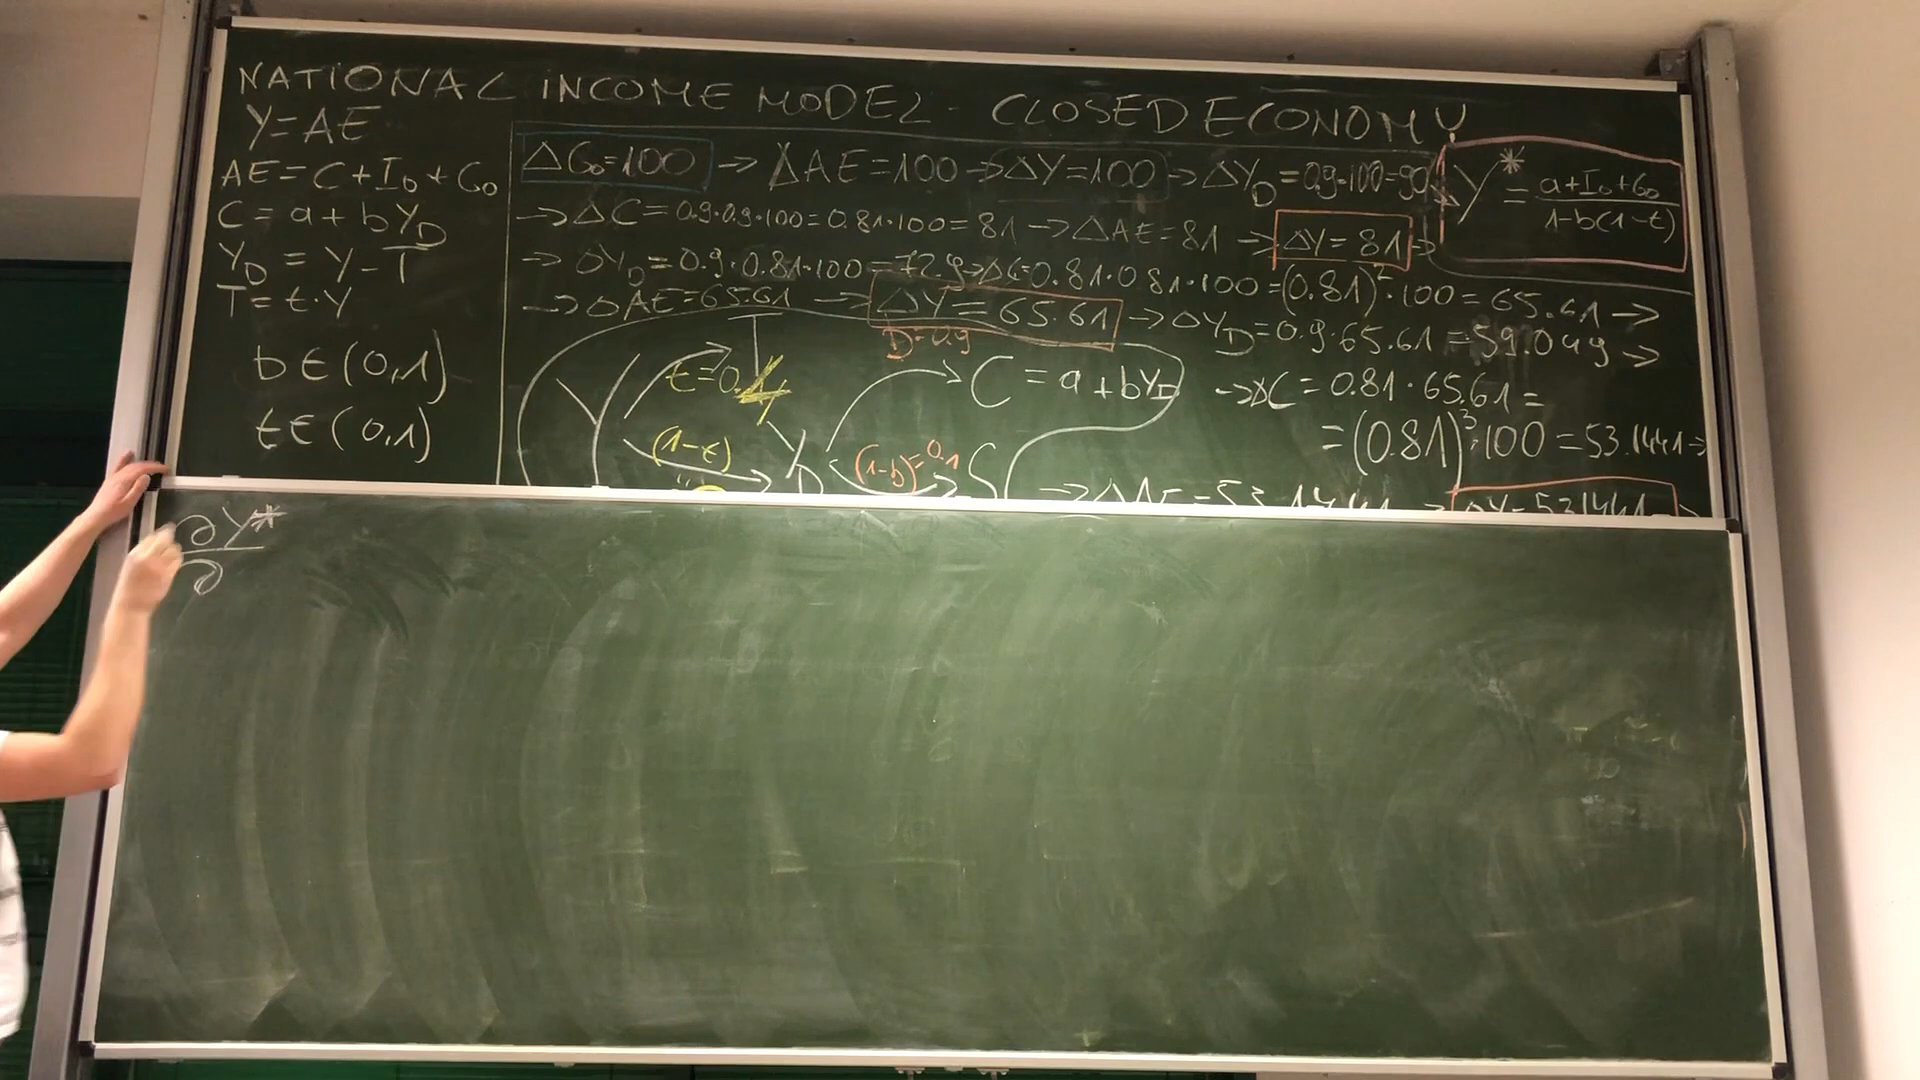 NATIONAL INCOME MODEL - CLOSED ECONOMY
Y=AE
AE=C+I₀+G₀
C=a+bY_D
Y_D=Y-T
T=t·Y
b∈(0,1)
t∈(0,1)
ΔG₀=100 → ΔAE=100 → ΔY=100 → ΔY_D=0.9·100=90
→ΔC=0.9·0.9·100=0.81·100=81 → ΔAE=81 → ΔY=81 →
→ ΔY_D=0.9·0.81·100=72.9→ΔC=0.81·0.81·100=(0.81)²·100=65.61 →
→ΔAE=65.61 → ΔY=65.61 → ΔY_D=0.9·65.61=59.049 →
→ΔC=0.81·65.61=
=(0.81)³·100=53.1441→
→ΔAE=53.1441 → ΔY=53.1441→
Y*=(a+I₀+G₀)/(1-b(1-t))
b=0.9
T
t=0.1
Y
C=a+bY_D
(1-t)
Y_D
(1-b)=0.1
S
∂Y*
∂